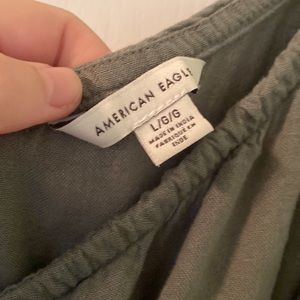 AMERICAN EAGLE
L/G/G
MADE IN INDIA
FABRIQUE EN
INDE